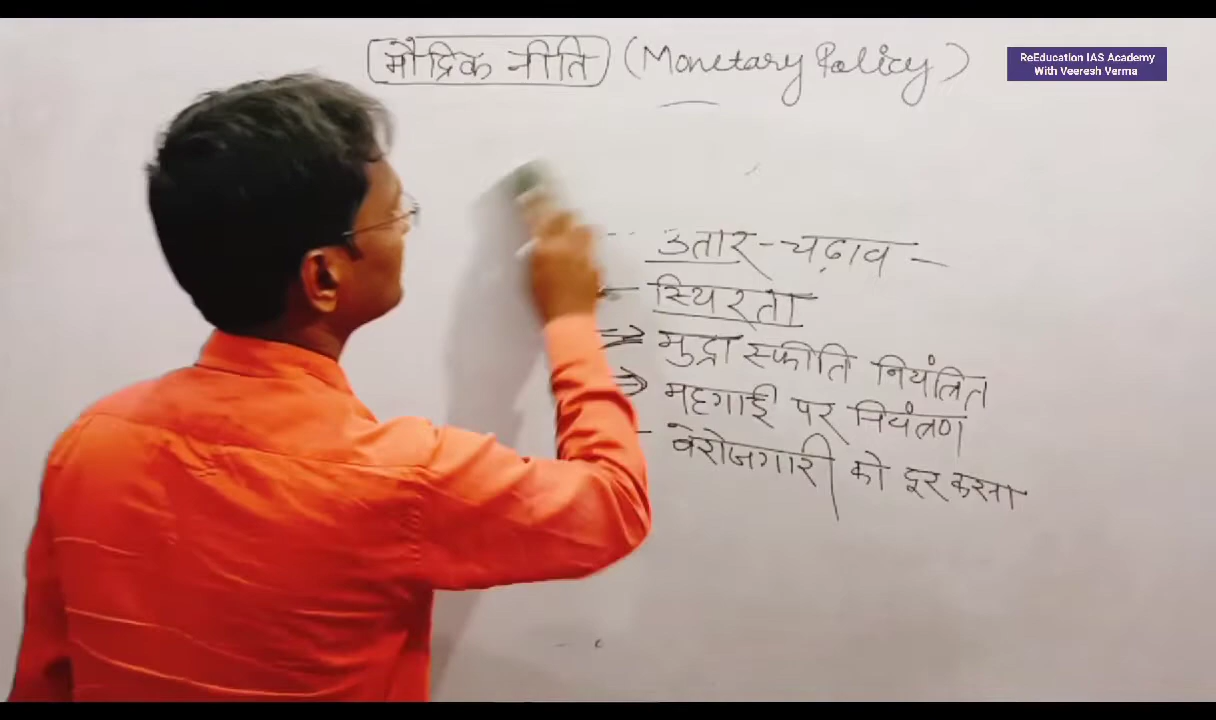 मौद्रिक नीति (Monetary Policy)
ReEducation IAS Academy
With Veeresh Verma
उतार-चढ़ाव -
स्थिरता
⇒ मुद्रा स्फीति नियंत्रित
⇒ महगाई पर नियंत्रण
- बेरोजगारी को दूर करना